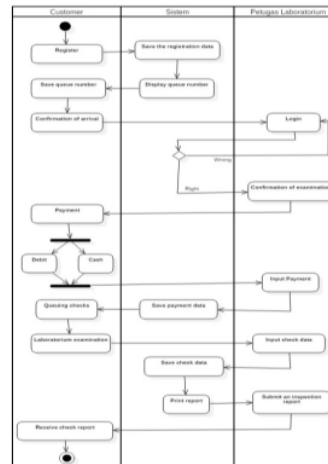 Customer Sistem Petugas Laboratorium
Register Save the registration data
Save queue number Display queue number
Confirmation of arrival Login
Wrong
Right Confirmation of examination
Payment
Debit Cash
Input Payment
Queuing checks Save payment data
Laboratorium examination Input check data
Save check data
Print report Submit an inspection
report
Receive check report